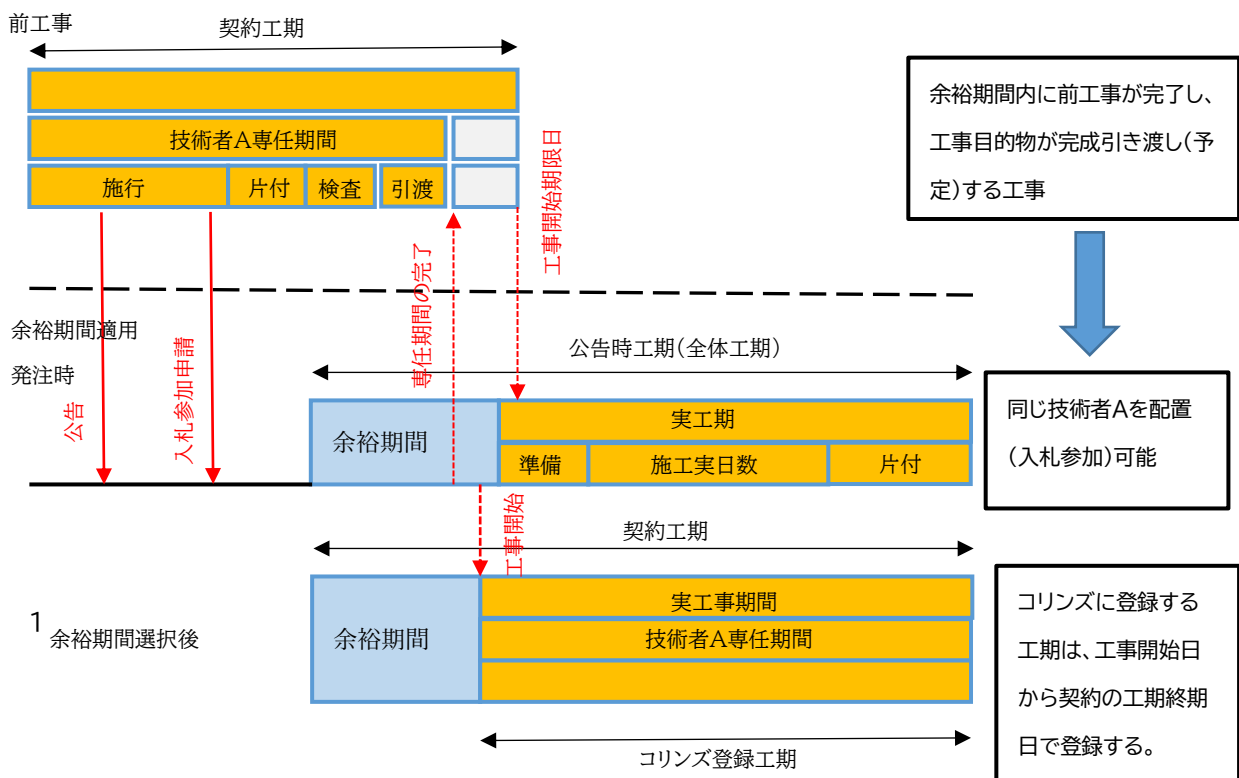 前工事
契約工期
技術者A専任期間
施行
片付
検査
引渡
工事開始期限日
余裕期間内に前工事が完了し、
工事目的物が完成引き渡し(予
定)する工事
専任期間の完了
余裕期間適用
発注時
公告
入札参加申請
公告時工期(全体工期)
余裕期間
実工期
準備
施工実日数
片付
同じ技術者Aを配置
(入札参加)可能
工事開始
契約工期
1
余裕期間選択後
余裕期間
実工事期間
技術者A専任期間
コリンズ登録工期
コリンズに登録する
工期は、工事開始日
から契約の工期終期
日で登録する。